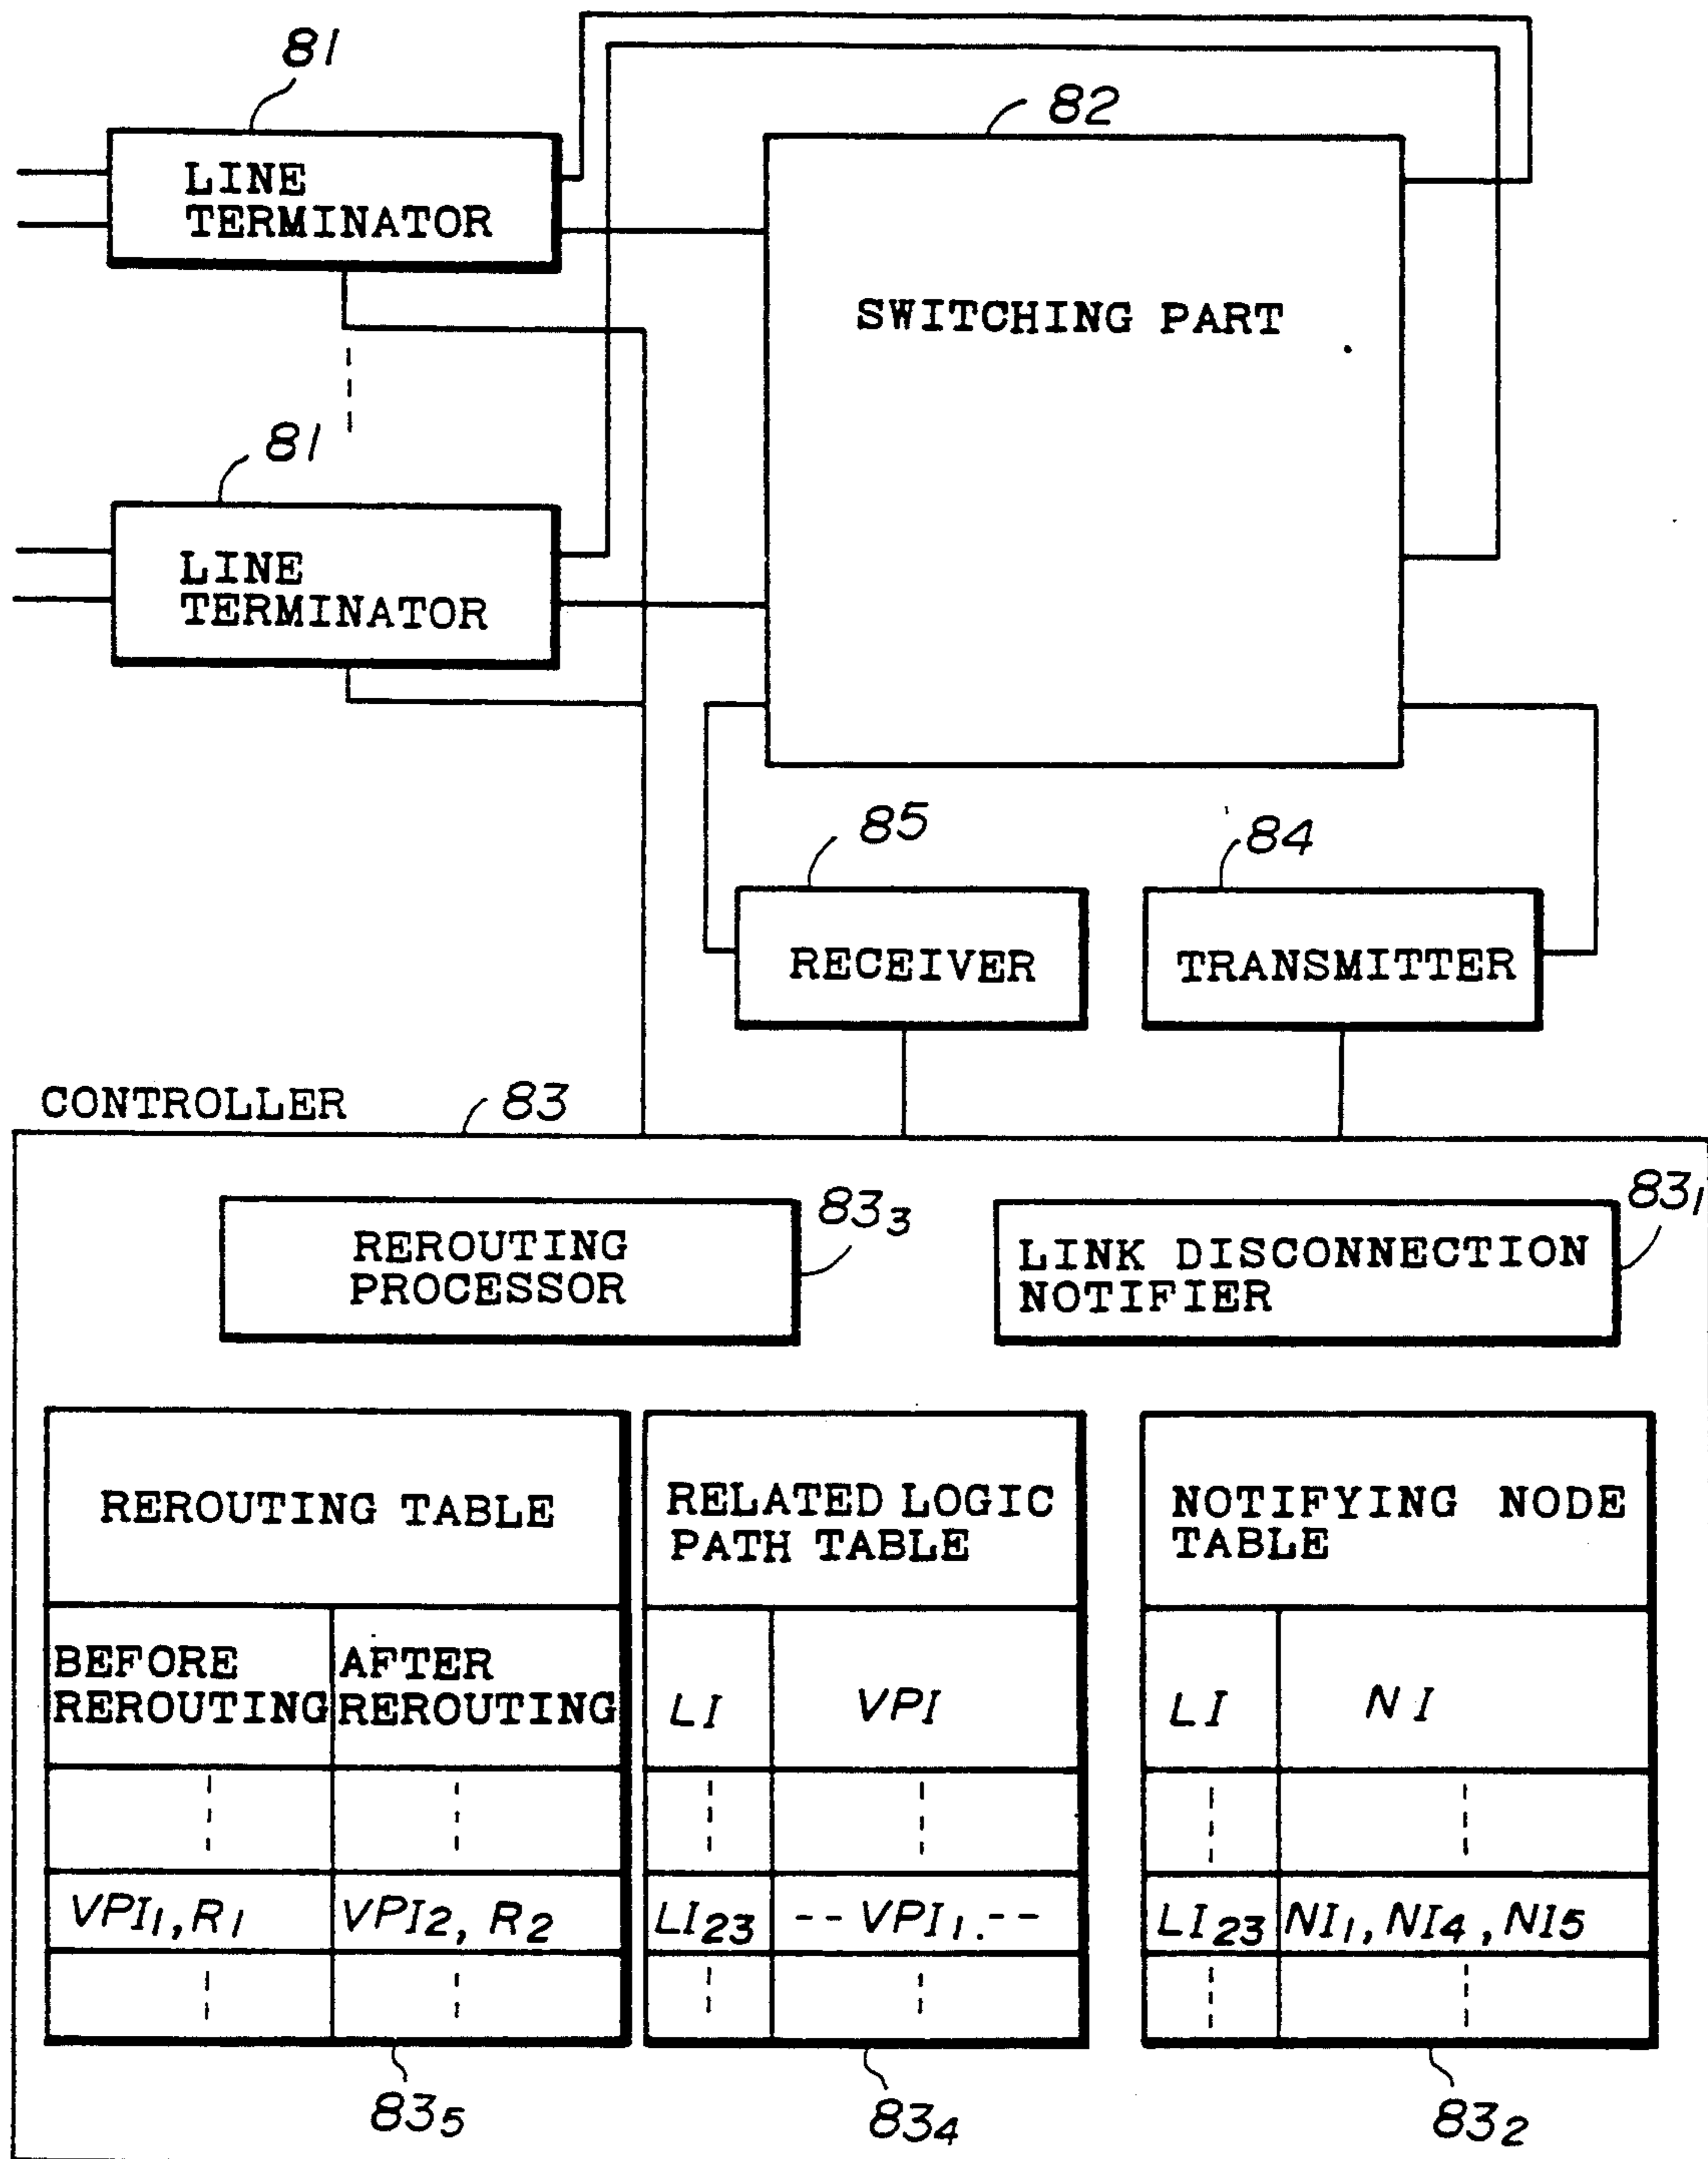 81
82
LINE
TERMINATOR
SWITCHING PART
81
LINE
TERMINATOR
85
84
RECEIVER
TRANSMITTER
CONTROLLER
83
83₃
83₁
REROUTING
PROCESSOR
LINK DISCONNECTION
NOTIFIER
REROUTING TABLE
RELATED LOGIC
PATH TABLE
NOTIFYING NODE
TABLE
BEFORE
REROUTING
AFTER
REROUTING
LI
VPI
LI
NI
VPI₁, R₁
VPI₂, R₂
LI₂₃
-- VPI₁. --
LI₂₃
NI₁, NI₄, NI₅
83₅
83₄
83₂